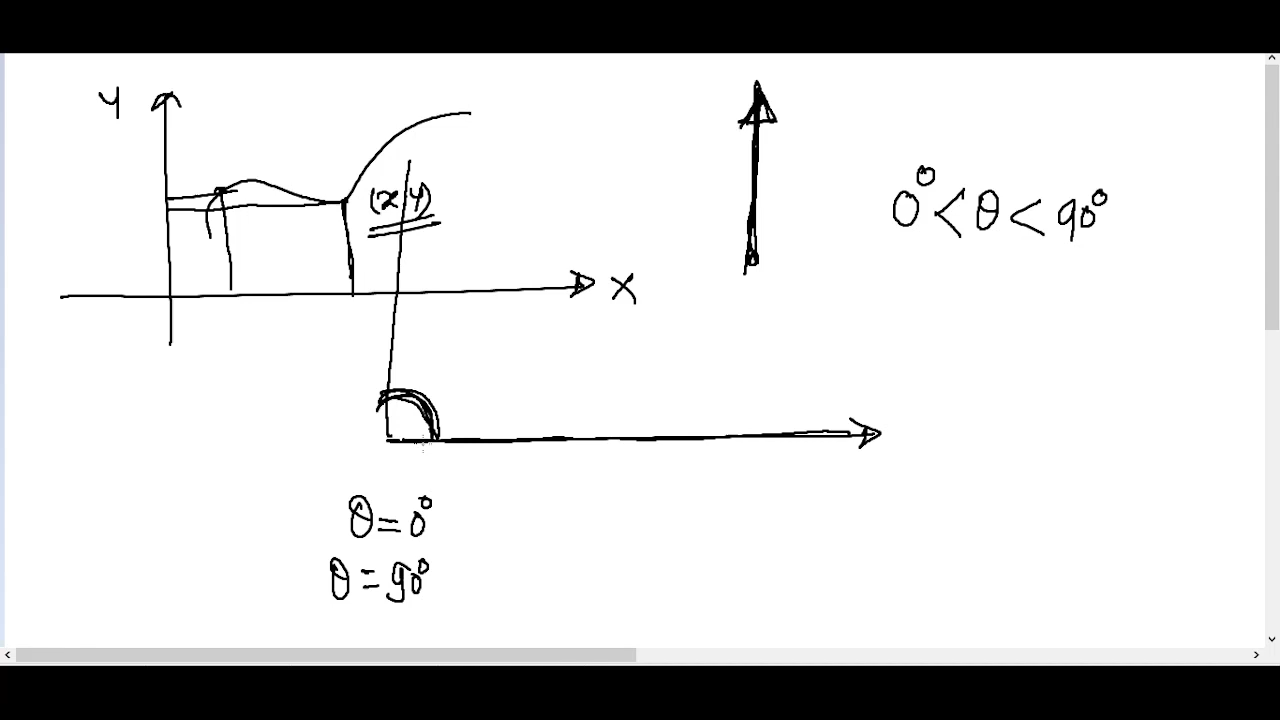 Y
(x,y)
0° < θ < 90°
X
θ = 0°
θ = 90°